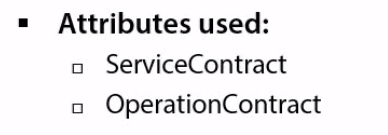 ▪ Attributes used:
▫ ServiceContract
▫ OperationContract